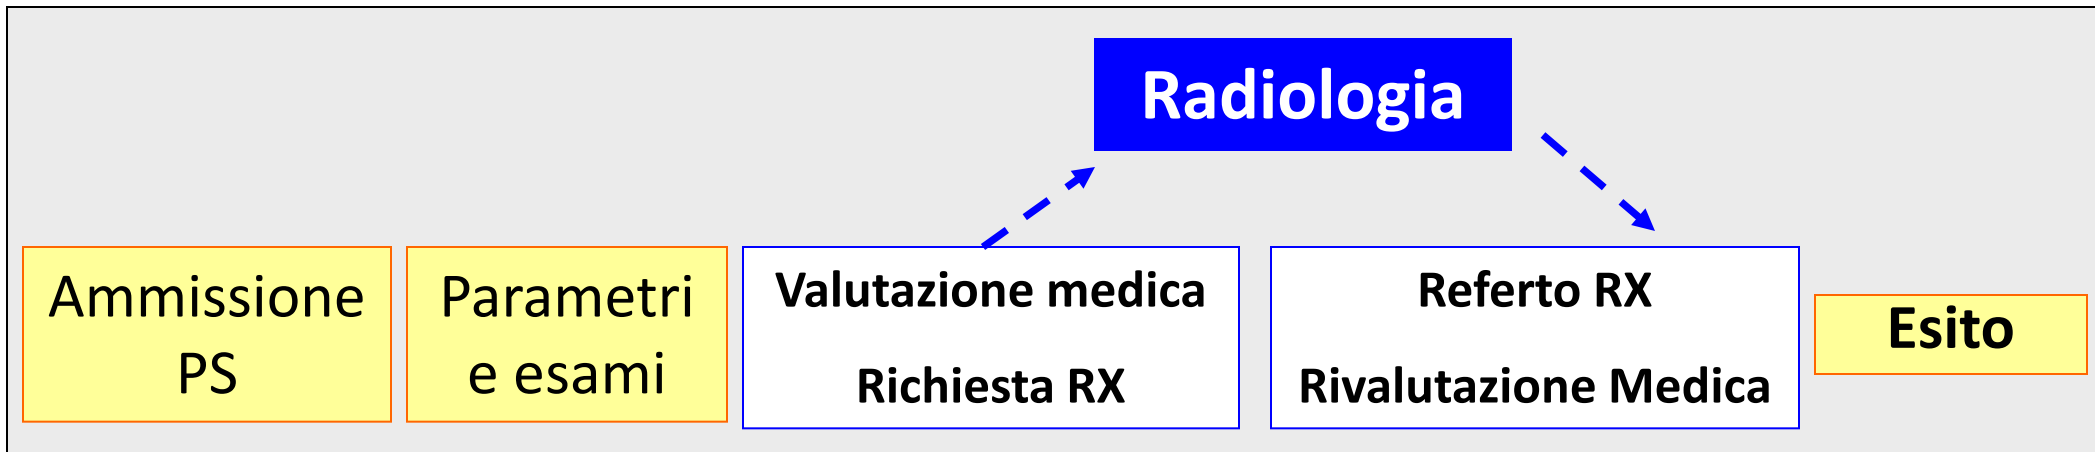 Radiologia
Ammissione
PS
Parametri
e esami
Valutazione medica
Richiesta RX
Referto RX
Rivalutazione Medica
Esito